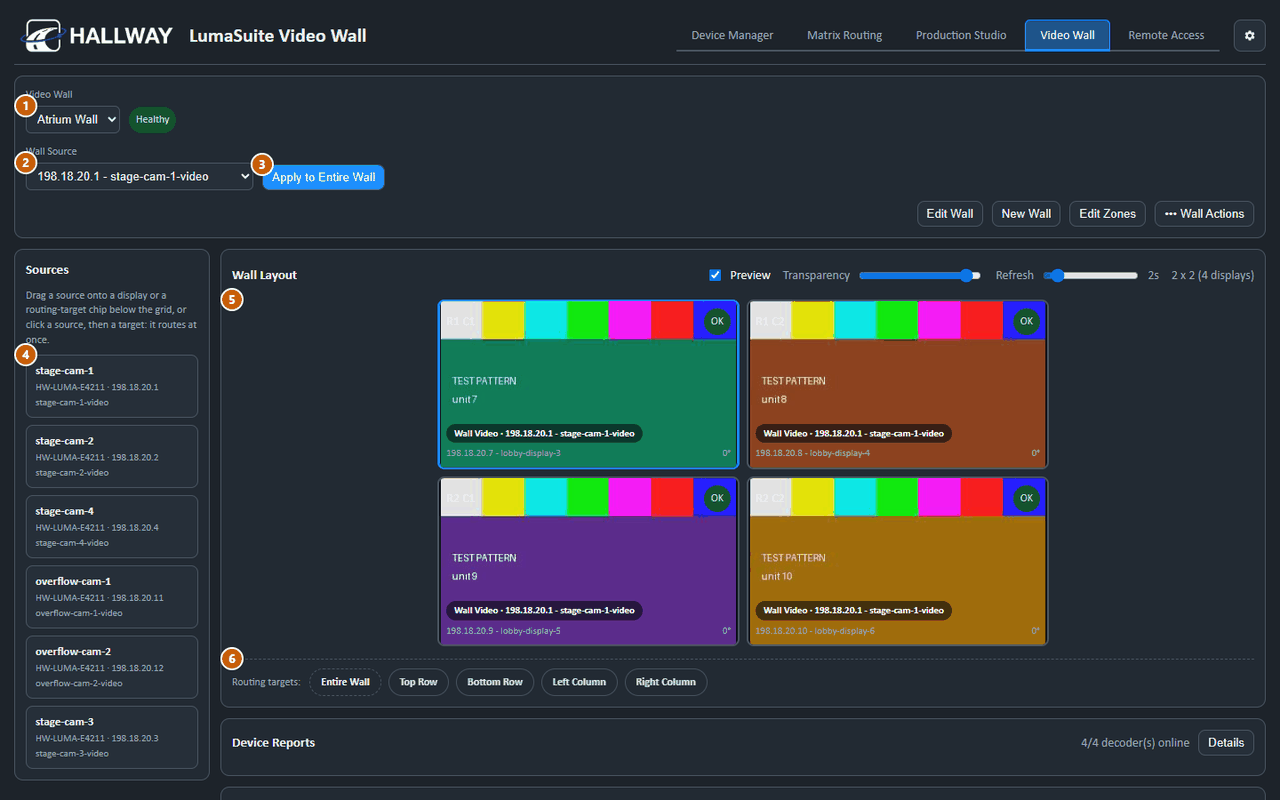 HALLWAY LumaSuite Video Wall
Device Manager Matrix Routing Production Studio Video Wall Remote Access
Video Wall
1
Atrium Wall Healthy
Wall Source
2
198.18.20.1 - stage-cam-1-video
3
Apply to Entire Wall
Edit Wall New Wall Edit Zones ••• Wall Actions
Sources
Drag a source onto a display or a
routing-target chip below the grid, or
click a source, then a target: it routes at
once.
4
stage-cam-1
HW-LUMA-E4211 · 198.18.20.1
stage-cam-1-video
stage-cam-2
HW-LUMA-E4211 · 198.18.20.2
stage-cam-2-video
stage-cam-4
HW-LUMA-E4211 · 198.18.20.4
stage-cam-4-video
overflow-cam-1
HW-LUMA-E4211 · 198.18.20.11
overflow-cam-1-video
overflow-cam-2
HW-LUMA-E4211 · 198.18.20.12
overflow-cam-2-video
stage-cam-3
HW-LUMA-E4211 · 198.18.20.3
stage-cam-3-video
Wall Layout Preview Transparency Refresh 2s 2 x 2 (4 displays)
5
R1 C1 OK
TEST PATTERN
unit7
Wall Video · 198.18.20.1 - stage-cam-1-video
198.18.20.7 - lobby-display-3 0°
R1 C2 OK
TEST PATTERN
unit8
Wall Video · 198.18.20.1 - stage-cam-1-video
198.18.20.8 - lobby-display-4 0°
R2 C1 OK
TEST PATTERN
unit9
Wall Video · 198.18.20.1 - stage-cam-1-video
198.18.20.9 - lobby-display-5 0°
R2 C2 OK
TEST PATTERN
unit10
Wall Video · 198.18.20.1 - stage-cam-1-video
198.18.20.10 - lobby-display-6 0°
6
Routing targets: Entire Wall Top Row Bottom Row Left Column Right Column
Device Reports 4/4 decoder(s) online Details